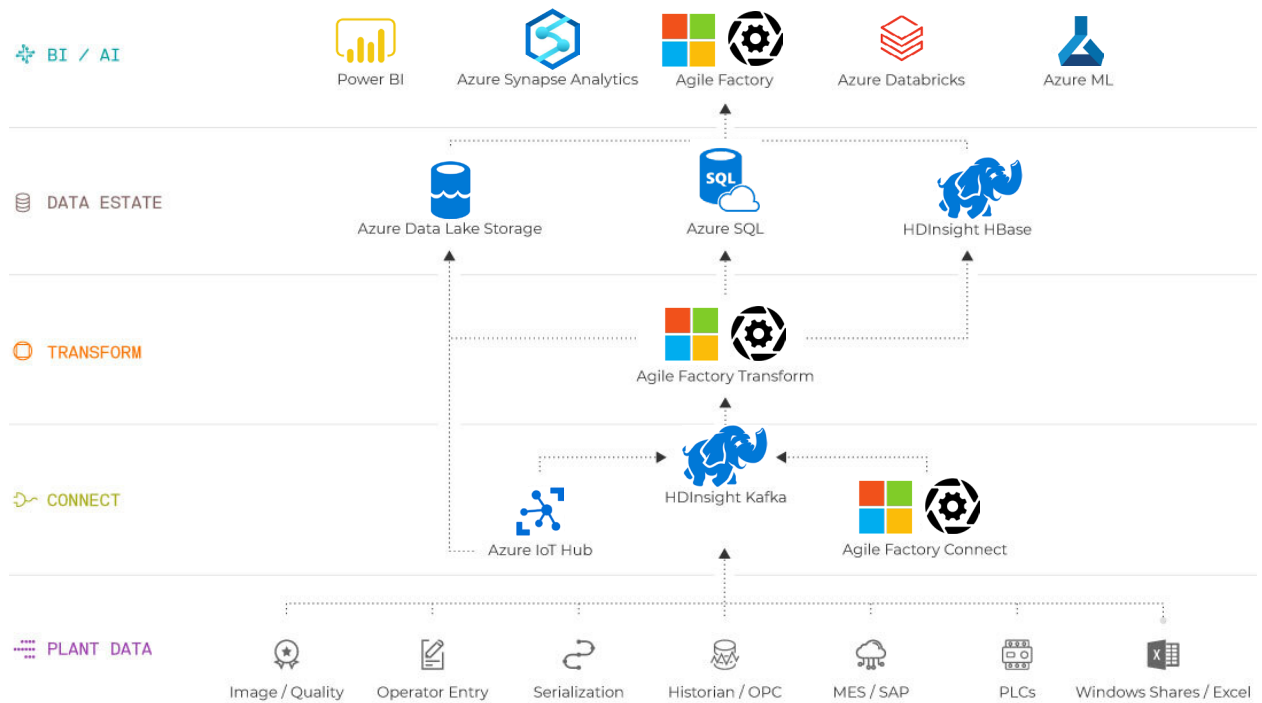 BI / AI
Power BI
Azure Synapse Analytics
Agile Factory
Azure Databricks
Azure ML
DATA ESTATE
SQL
Azure Data Lake Storage
Azure SQL
HDInsight HBase
TRANSFORM
Agile Factory Transform
CONNECT
HDInsight Kafka
Azure IoT Hub
Agile Factory Connect
PLANT DATA
X
Image / Quality
Operator Entry
Serialization
Historian / OPC
MES / SAP
PLCs
Windows Shares / Excel